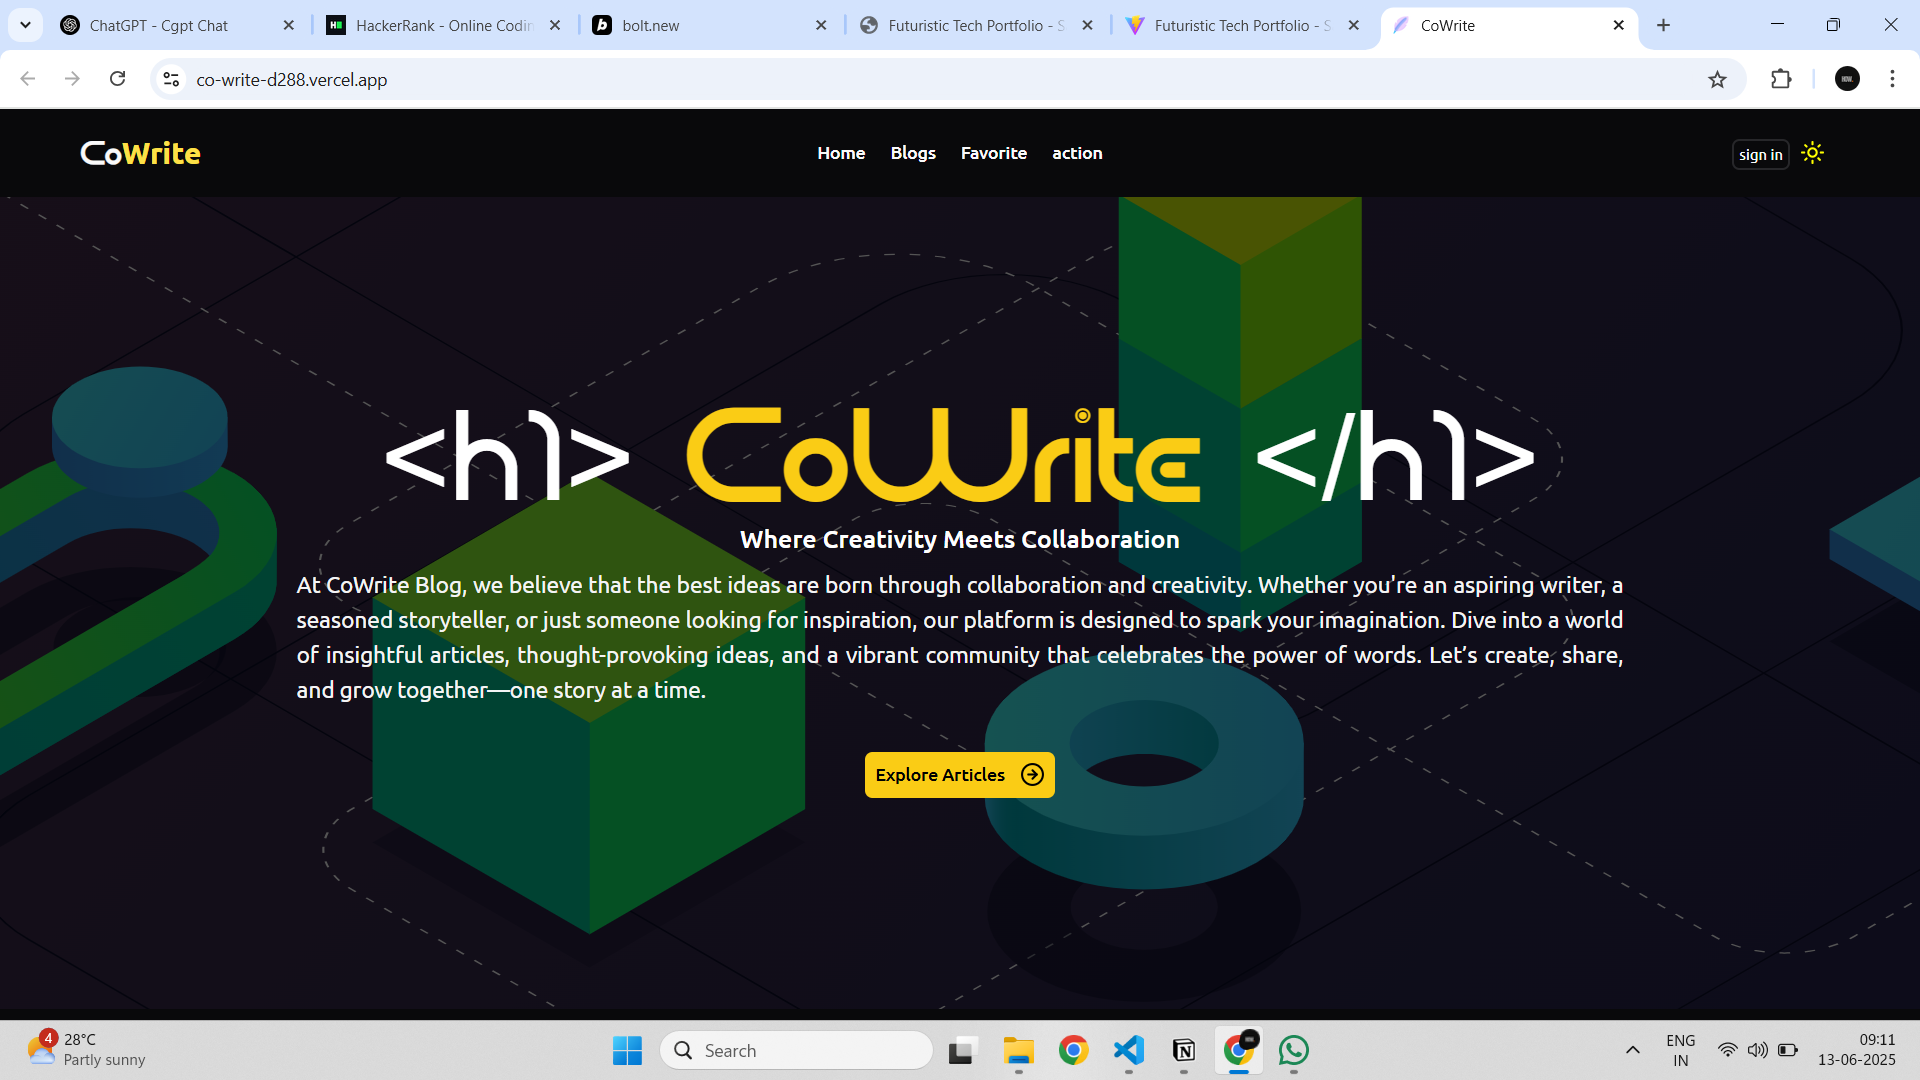 ChatGPT - Cgpt Chat
HackerRank - Online Codin
bolt.new
Futuristic Tech Portfolio - S
Futuristic Tech Portfolio - S
CoWrite
co-write-d288.vercel.app
CoWrite
Home
Blogs
Favorite
action
sign in
<h1> CoWrite </h1>
Where Creativity Meets Collaboration
At CoWrite Blog, we believe that the best ideas are born through collaboration and creativity. Whether you're an aspiring writer, a
seasoned storyteller, or just someone looking for inspiration, our platform is designed to spark your imagination. Dive into a world
of insightful articles, thought-provoking ideas, and a vibrant community that celebrates the power of words. Let’s create, share,
and grow together—one story at a time.
Explore Articles
4
28°C
Partly sunny
Search
ENG
IN
09:11
13-06-2025